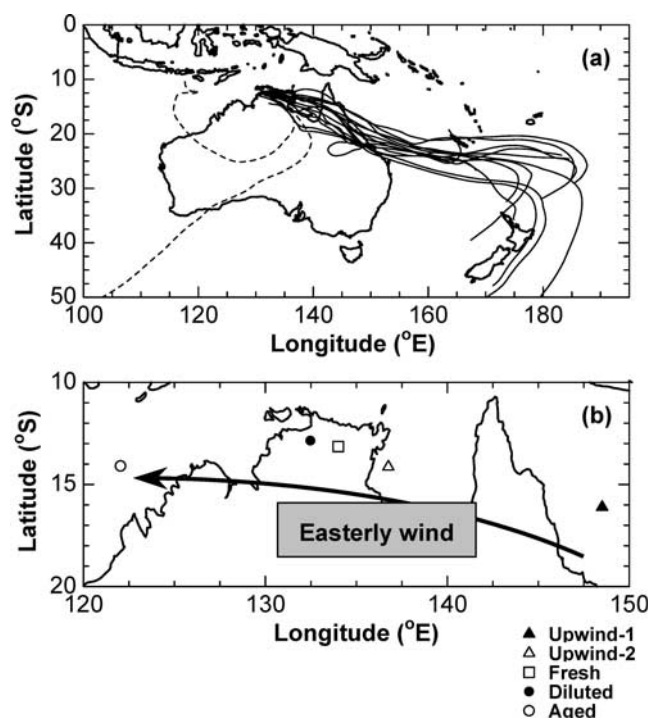 0
10
20
30
40
50
Latitude (°S)
(a)
100 120 140 160 180
Longitude (°E)
10
15
20
Latitude (°S)
(b)
Easterly wind
120 130 140 150
Longitude (°E)
Upwind-1
Upwind-2
Fresh
Diluted
Aged